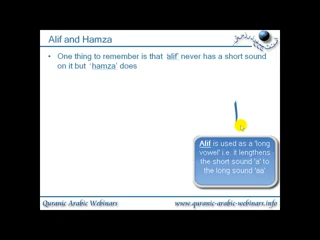 Alif and Hamza
• One thing to remember is that 'alif' never has a short sound
on it but 'hamza' does
ا
Alif is used as a 'long
vowel' i.e. it lengthens
the short sound 'a' to
the long sound 'aa'
Quranic Arabic Webinars www.quranic-arabic-webinars.info